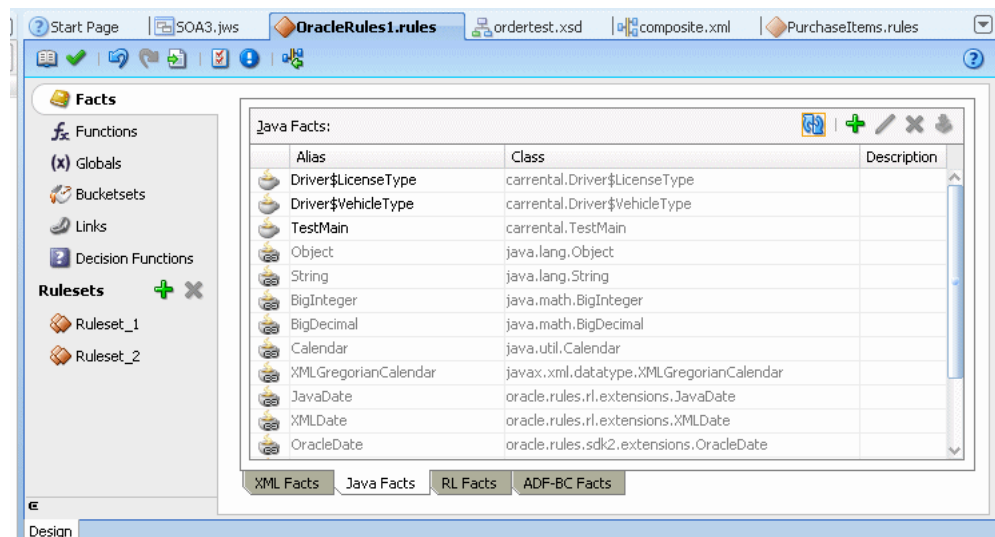 Start Page SOA3.jws OracleRules1.rules ordertest.xsd composite.xml PurchaseItems.rules
Facts
Functions
Globals
Bucketsets
Links
Decision Functions
Rulesets
Ruleset_1
Ruleset_2
Java Facts:
Alias Class Description
Driver$LicenseType carrental.Driver$LicenseType
Driver$VehicleType carrental.Driver$VehicleType
TestMain carrental.TestMain
Object java.lang.Object
String java.lang.String
BigInteger java.math.BigInteger
BigDecimal java.math.BigDecimal
Calendar java.util.Calendar
XMLGregorianCalendar javax.xml.datatype.XMLGregorianCalendar
JavaDate oracle.rules.rl.extensions.JavaDate
XMLDate oracle.rules.rl.extensions.XMLDate
OracleDate oracle.rules.sdk2.extensions.OracleDate
XML Facts Java Facts RL Facts ADF-BC Facts
Design